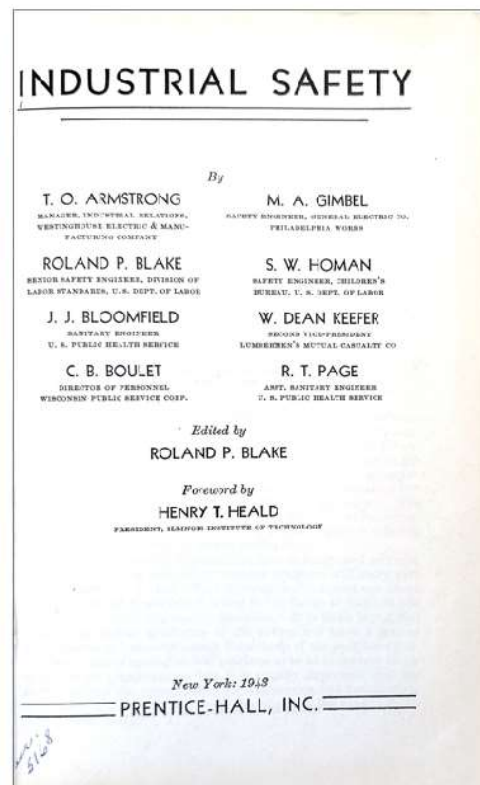 INDUSTRIAL SAFETY
By
T. O. ARMSTRONG
MANAGER, INDUSTRIAL RELATIONS,
WESTINGHOUSE ELECTRIC & MANU-
FACTURING COMPANY
ROLAND P. BLAKE
SENIOR SAFETY ENGINEER, DIVISION OF
LABOR STANDARDS, U.S. DEPT. OF LABOR
J. J. BLOOMFIELD
SANITARY ENGINEER
U. S. PUBLIC HEALTH SERVICE
C. B. BOULET
DIRECTOR OF PERSONNEL
WISCONSIN PUBLIC SERVICE CORP.
M. A. GIMBEL
SAFETY ENGINEER, GENERAL ELECTRIC CO.
PHILADELPHIA WORKS
S. W. HOMAN
SAFETY ENGINEER, CHILDREN'S
BUREAU, U. S. DEPT. OF LABOR
W. DEAN KEEFER
SECOND VICE-PRESIDENT
LUMBERMEN'S MUTUAL CASUALTY CO
R. T. PAGE
ASST. SANITARY ENGINEER
U. S. PUBLIC HEALTH SERVICE
Edited by
ROLAND P. BLAKE
Foreword by
HENRY T. HEALD
PRESIDENT, ILLINOIS INSTITUTE OF TECHNOLOGY
New York: 1943
PRENTICE-HALL, INC.
5168